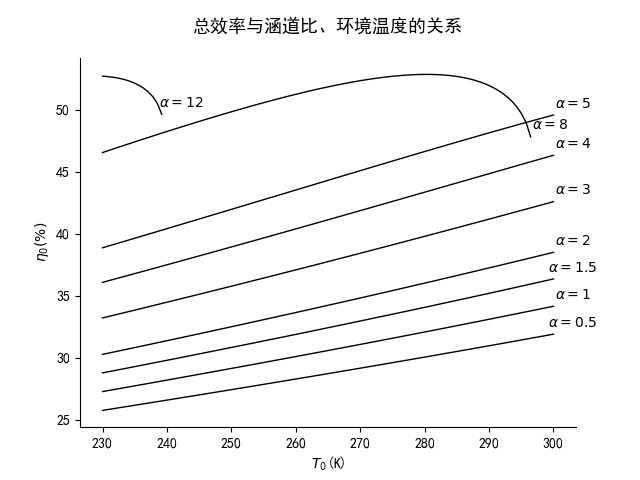 总效率与涵道比、环境温度的关系
α = 12
α = 5
α = 8
α = 4
α = 3
α = 2
α = 1.5
α = 1
α = 0.5
50
45
40
35
30
25
η₀(%)
230 240 250 260 270 280 290 300
T₀(K)